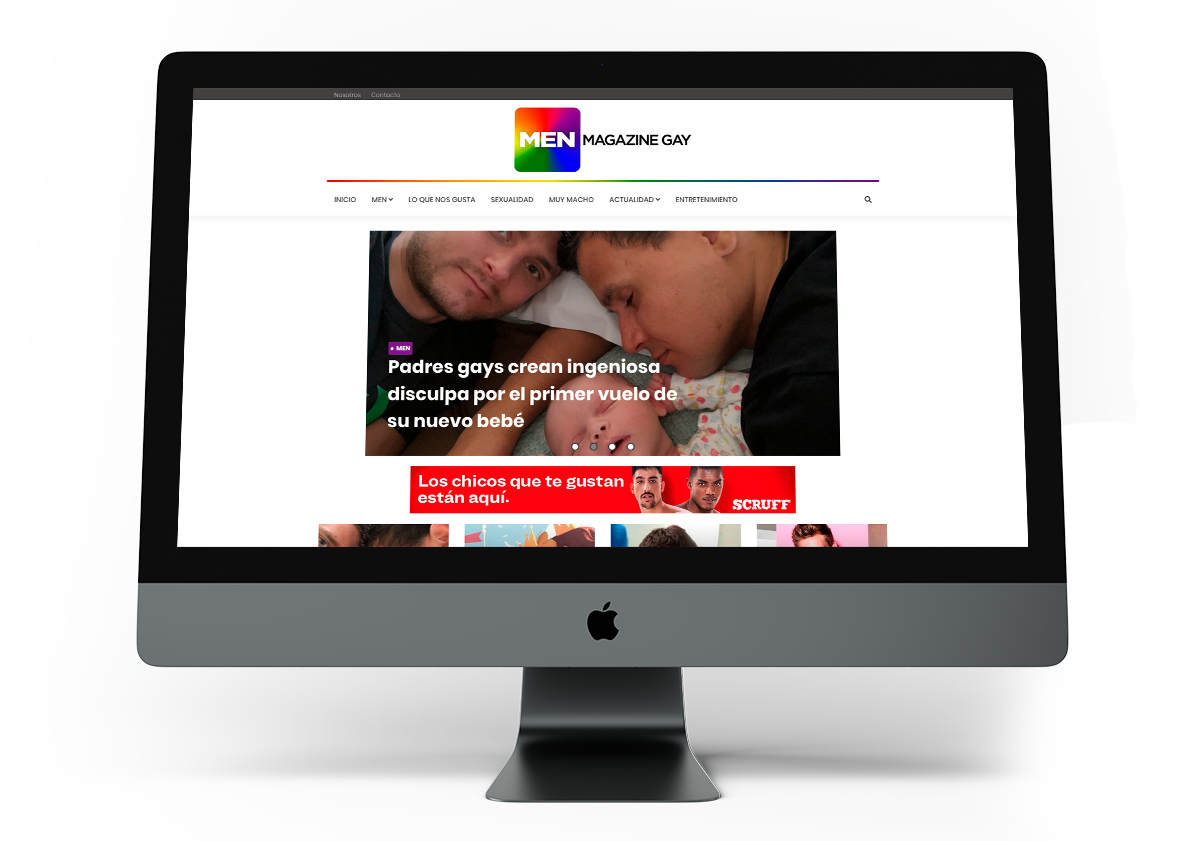 Nosotros Contacto
MEN MAGAZINE GAY
INICIO MEN LO QUE NOS GUSTA SEXUALIDAD MUY MACHO ACTUALIDAD ENTRETENIMIENTO
+ MEN
Padres gays crean ingeniosa
disculpa por el primer vuelo de
su nuevo bebé
Los chicos que te gustan
están aquí.
SCRUFF